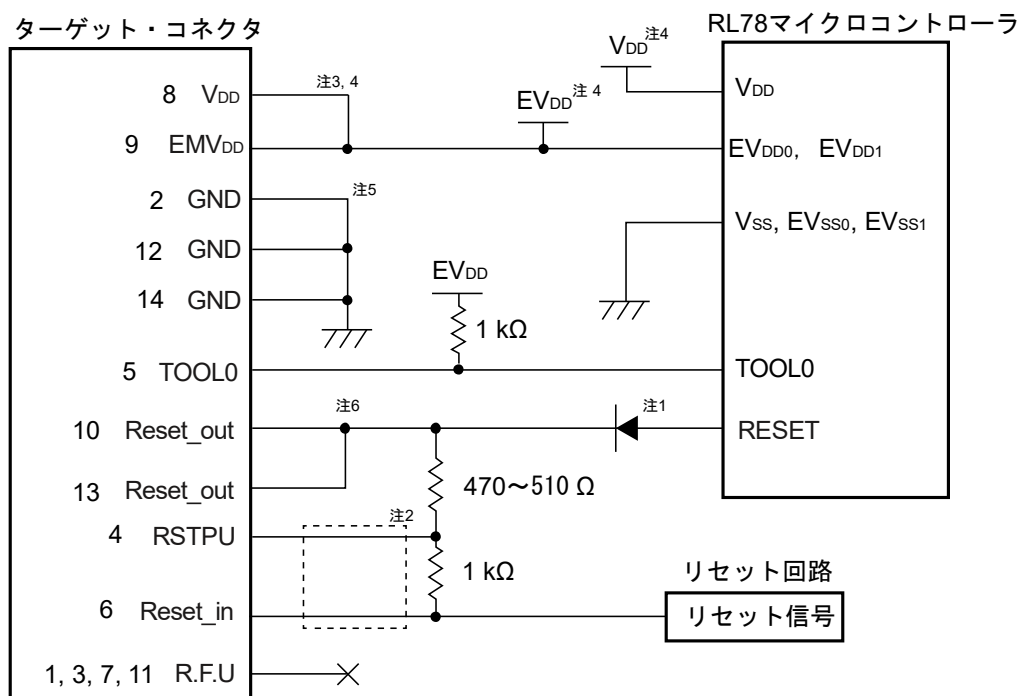 ターゲット・コネクタ
RL78マイクロコントローラ
8 VDD
注3, 4
9 EMVDD
EVDD注 4
VDD注4
VDD
EVDD0, EVDD1
2 GND
注5
12 GND
14 GND
VSS, EVSS0, EVSS1
EVDD
1 kΩ
5 TOOL0
TOOL0
10 Reset_out
注6
注1
RESET
13 Reset_out
470～510 Ω
4 RSTPU
注2
1 kΩ
6 Reset_in
リセット回路
リセット信号
1, 3, 7, 11 R.F.U